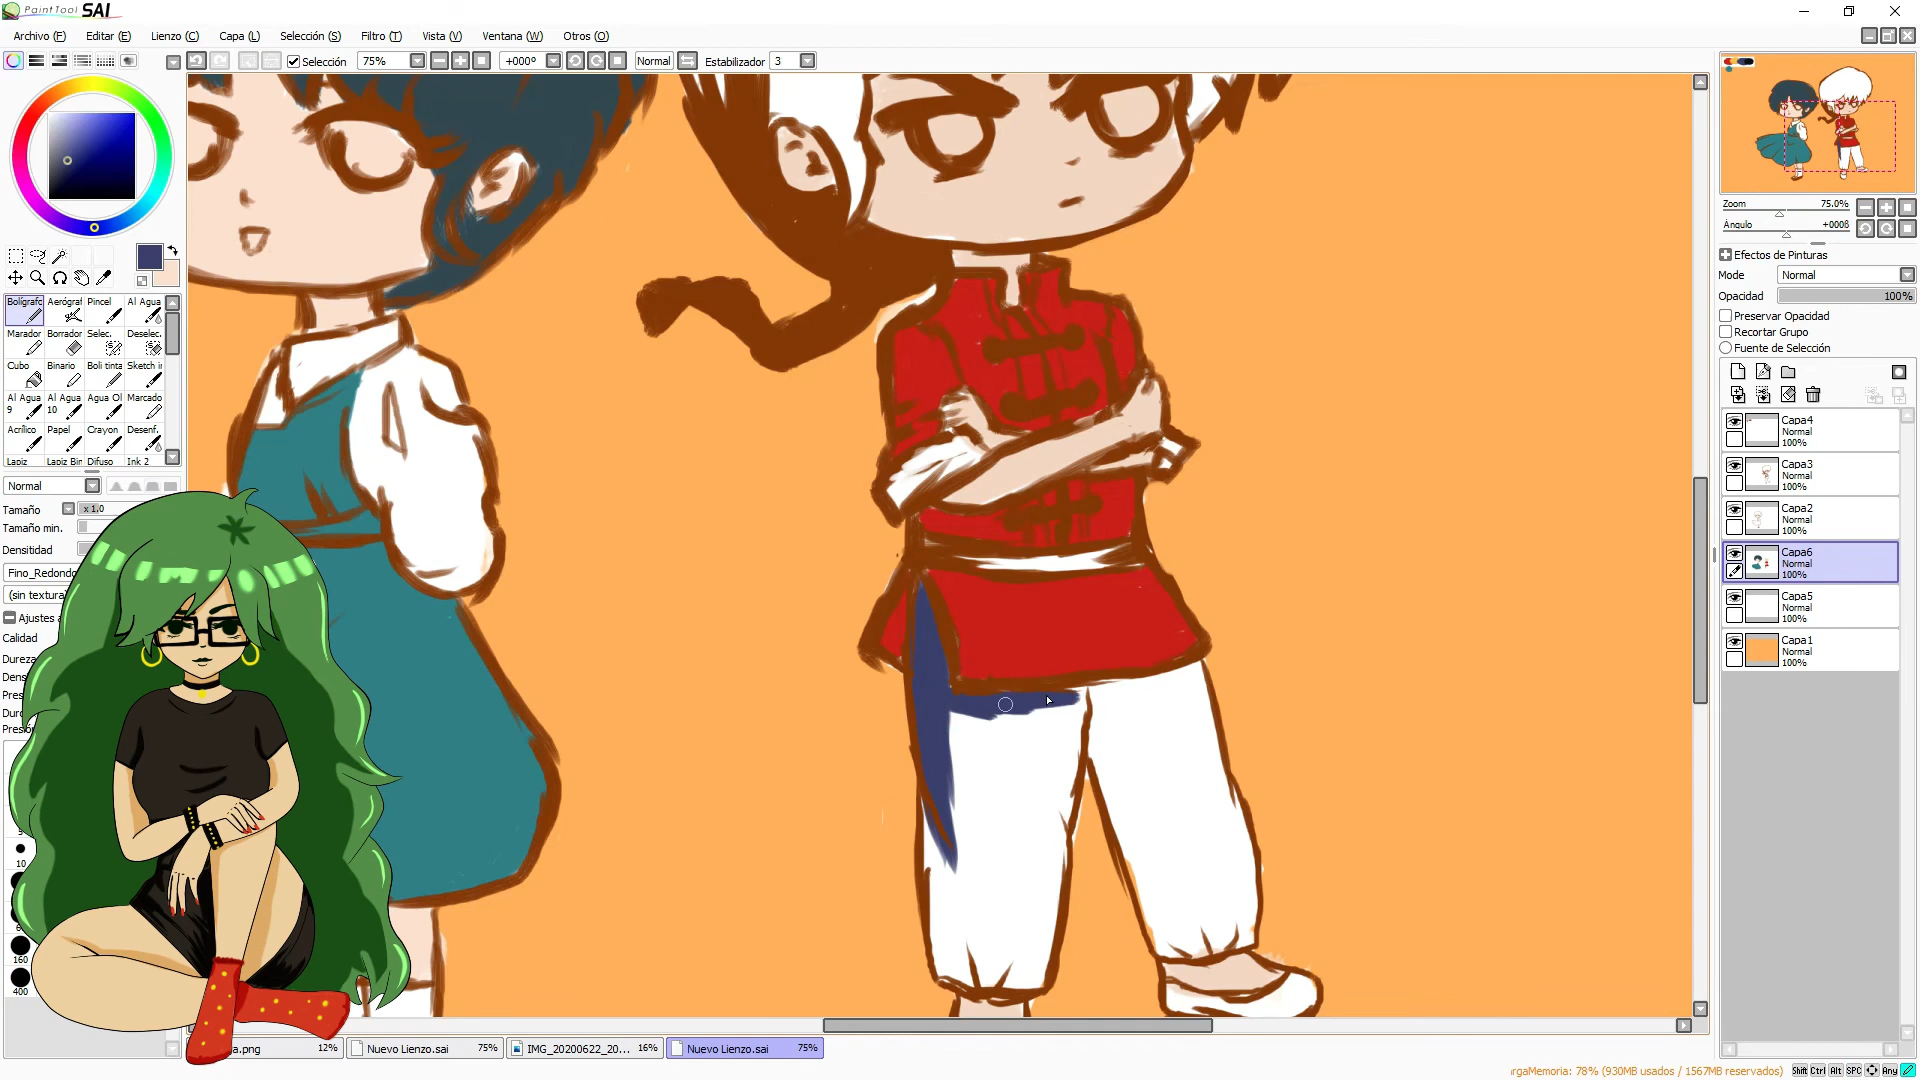 PaintTool SAI
Archivo (F) Editar (E) Lienzo (C) Capa (L) Selección (S) Filtro (T) Vista (V) Ventana (W) Otros (O)
Selección 75% +000º Normal Estabilizador 3
Zoom 75.0%
Ángulo
Efectos de Pinturas
Mode Normal
Opacidad 100%
Preservar Opacidad
Recortar Grupo
Fuente de Selección
Bolígrafo Aerógraf Pincel Al Agua
Marador Borrador Selec. Deselec.
Cubo Binario Boli tinta Sketch i
Al Agua 9 Al Agua 10 Agua Ol Marcado
Acrílico Papel Crayon Desenf.
Lapiz Lapiz Bin Difuso Ink 2
Normal
Tamaño x 1,0
Tamaño min.
Densitidad
Fino_Redondo
(sin textura)
Ajustes a
Calidad
Dureza
Dens
Pres
Duro
Presión
10
160
400
Capa4
Normal
100%
Capa3
Normal
100%
Capa2
Normal
100%
Capa6
Normal
100%
Capa5
Normal
100%
Capa1
Normal
100%
a.png 12% Nuevo Lienzo.sai 75% IMG_20200622_20... 16% Nuevo Lienzo.sai 75%
rgaMemoria: 78% (930MB usados / 1567MB reservados) Shift Ctrl Alt SPC Any